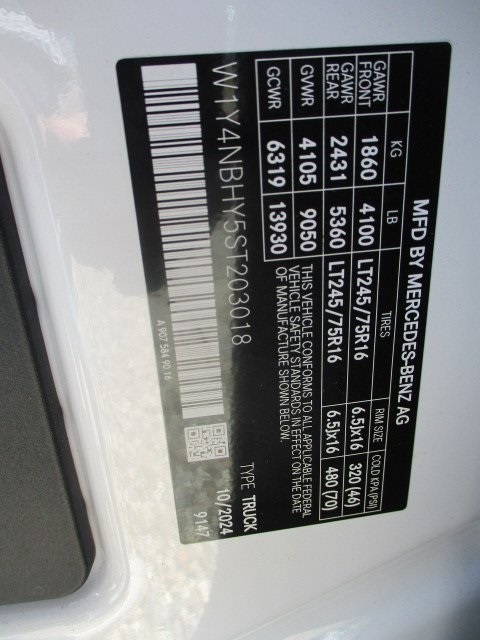 MFD BY MERCEDES-BENZ AG
KG LB TIRES RIM SIZE COLD KPA (PSI)
GAWR FRONT 1860 4100 LT245/75R16 6.5Jx16 320 (46)
GAWR REAR 2431 5360 LT245/75R16 6.5Jx16 480 (70)
GVWR 4105 9050 THIS VEHICLE CONFORMS TO ALL APPLICABLE FEDERAL
VEHICLE SAFETY STANDARDS IN EFFECT ON THE DATE
GCWR 6319 13930 OF MANUFACTURE SHOWN BELOW.
W1Y4NBHY5ST203018 TYPE TRUCK
10/2024
9147
A 907 584 90 16